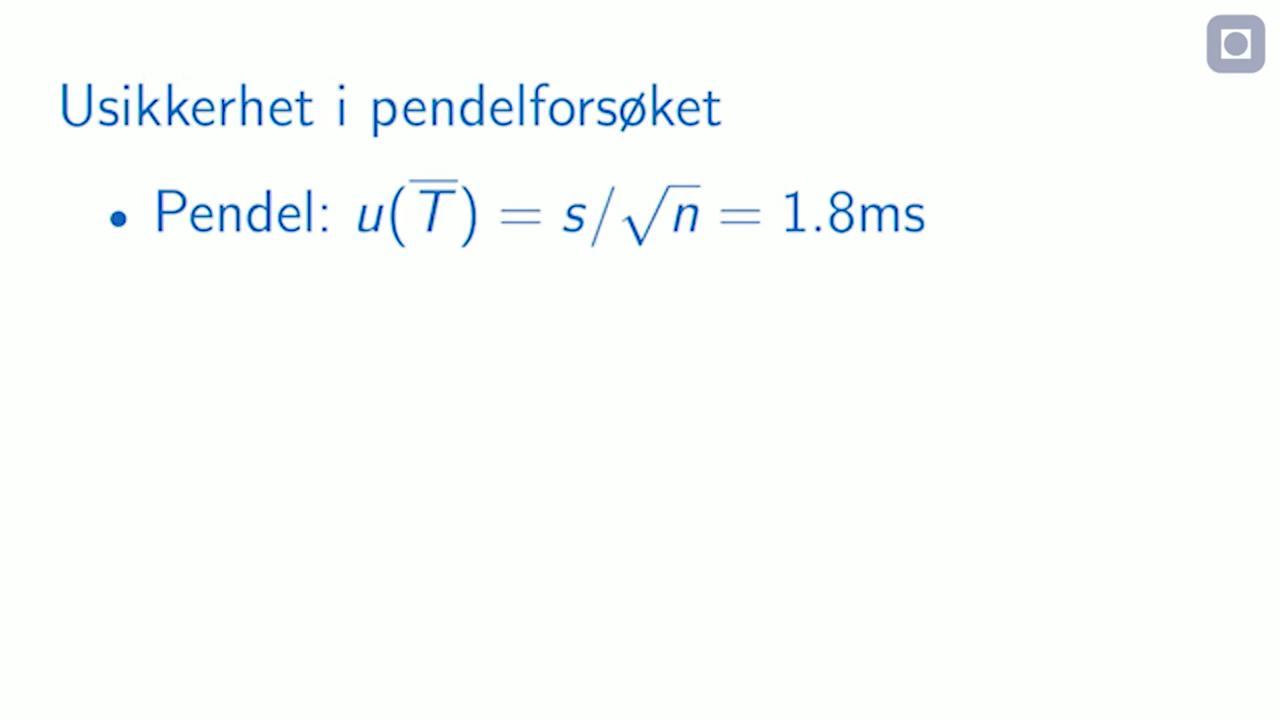 Usikkerhet i pendelforsøket
• Pendel: u(T̅) = s/√n = 1.8ms